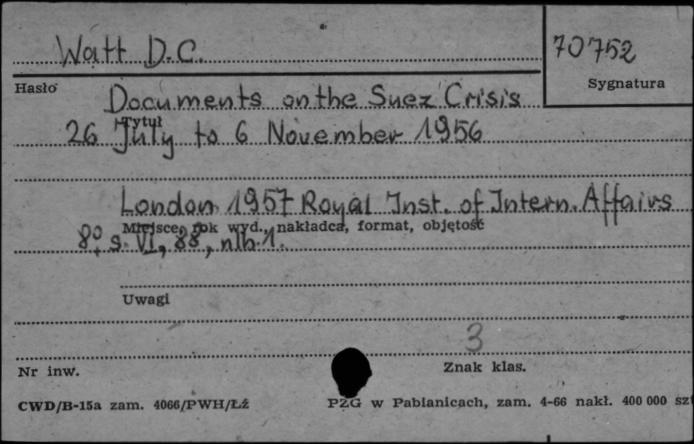 Watt D.C.
70752
Hasło
Sygnatura
Documents on the Suez Crisis
Tytuł
26 July to 6 November 1956
London 1957 Royal Inst. of Intern. Affairs
Miejsce, rok wyd., nakładca, format, objętość
8° s. VI, 88, nlb 1.
Uwagi
3
Nr inw.
Znak klas.
CWD/B-15a zam. 4066/PWH/Łż
PZG w Pabianicach, zam. 4-66 nakł. 400 000 szt